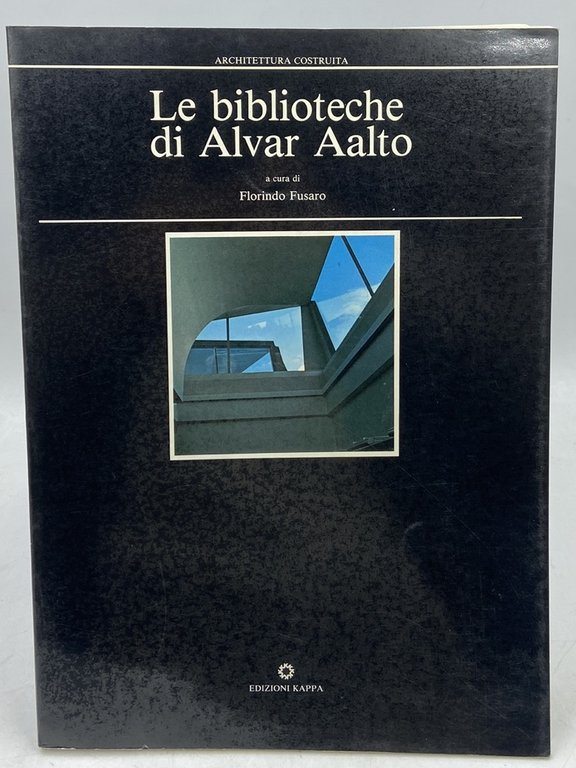 ARCHITETTURA COSTRUITA
Le biblioteche
di Alvar Aalto
a cura di
Florindo Fusaro
EDIZIONI KAPPA